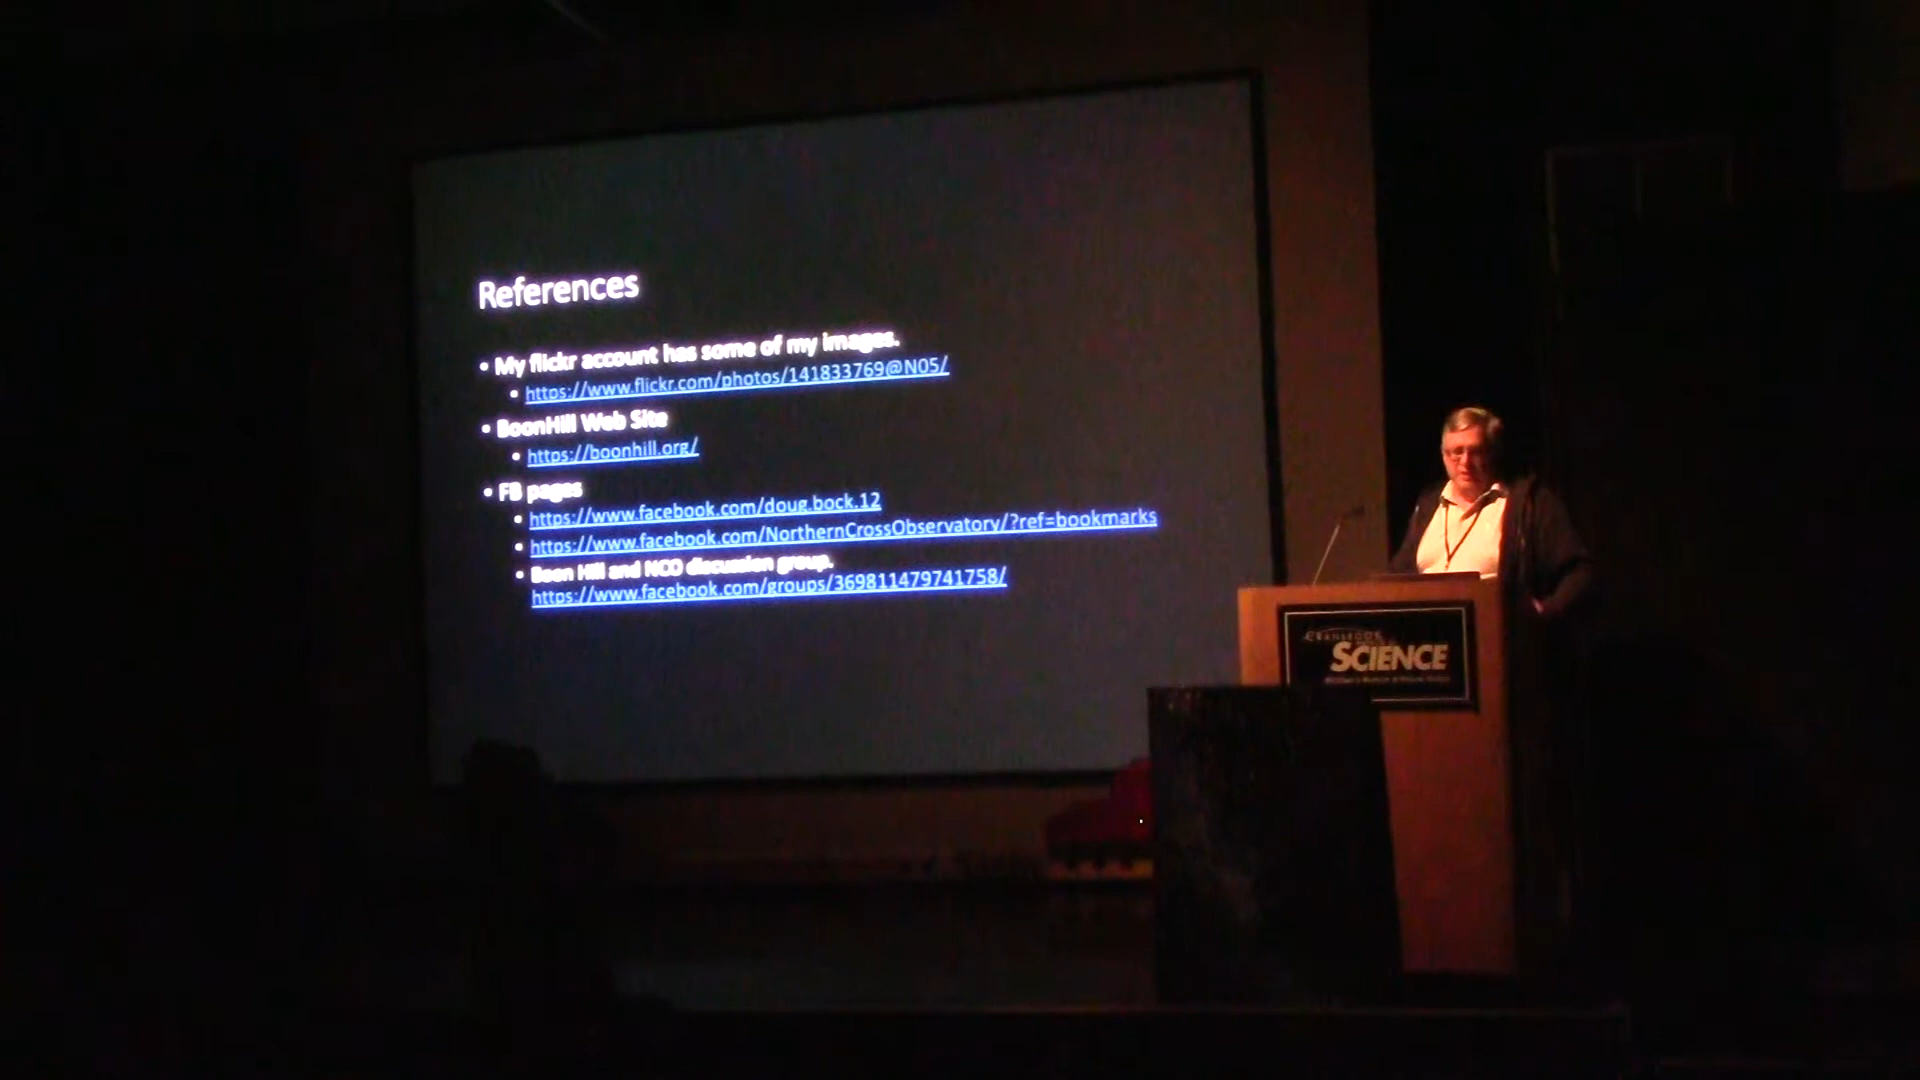 References
• My flickr account has some of my images.
• https://www.flickr.com/photos/141833769@N05/
• BoonHill Web Site
• https://boonhill.org/
• FB pages
• https://www.facebook.com/doug.bock.12
• https://www.facebook.com/NorthernCrossObservatory/?ref=bookmarks
• Boon Hill and NCO discussion group.
https://www.facebook.com/groups/369811479741758/
CRANBROOK
SCIENCE